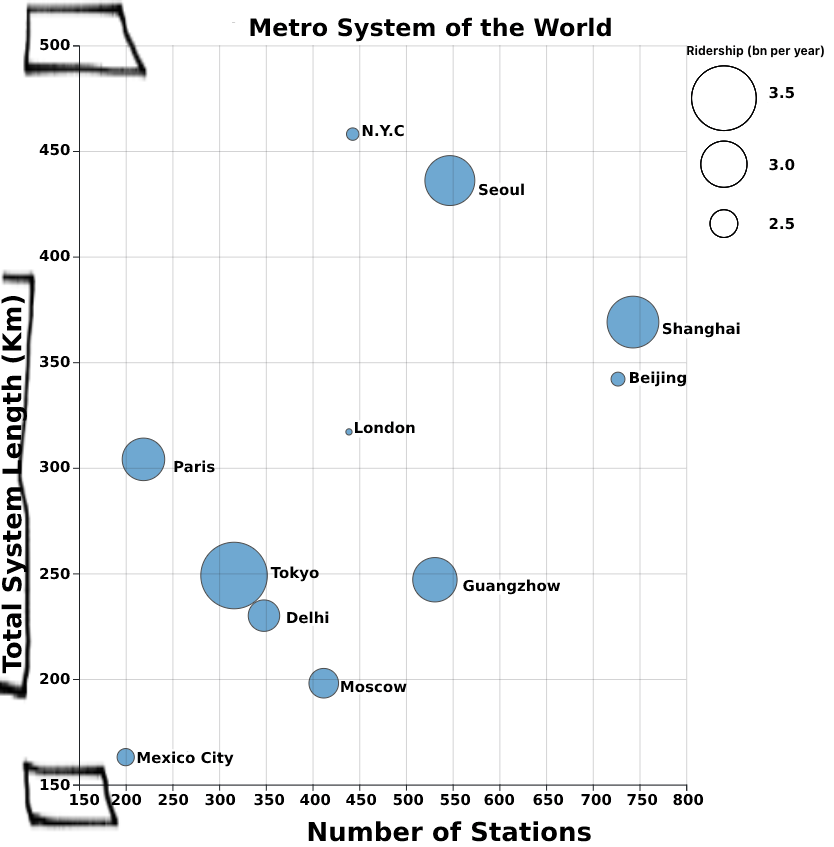 Metro System of the World
500
Ridership (bn per year)
3.5
N.Y.C
450
3.0
Seoul
2.5
400
Total System Length (Km)
Shanghai
350
Beijing
London
300
Paris
250
Tokyo
Guangzhow
Delhi
200
Moscow
Mexico City
150
150 200 250 300 350 400 450 500 550 600 650 700 750 800
Number of Stations